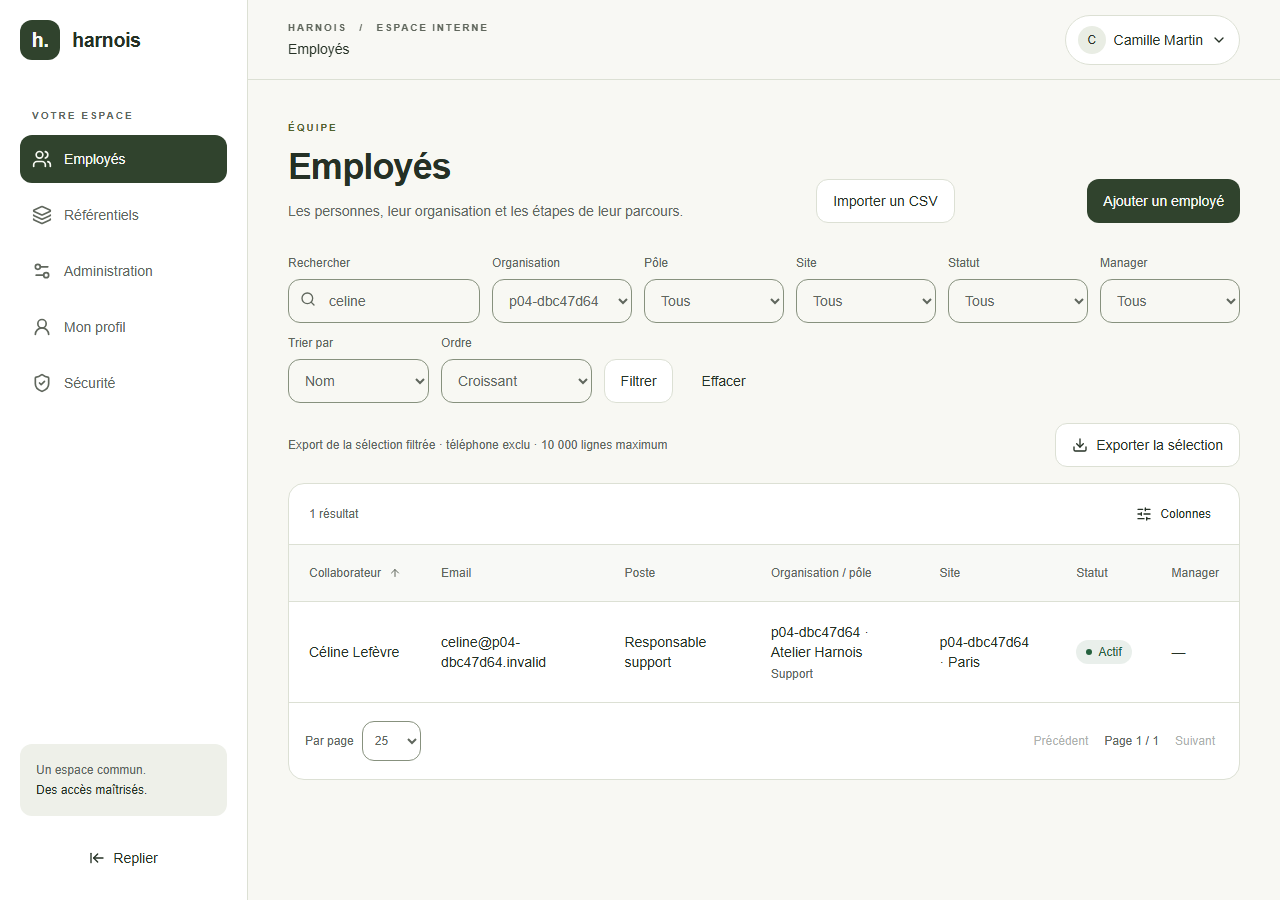 h. harnois
HARNOIS / ESPACE INTERNE
Employés
C Camille Martin
VOTRE ESPACE
Employés
Référentiels
Administration
Mon profil
Sécurité
Un espace commun.
Des accès maîtrisés.
Replier
ÉQUIPE
Employés
Les personnes, leur organisation et les étapes de leur parcours.
Importer un CSV
Ajouter un employé
Rechercher Organisation Pôle Site Statut Manager
celine p04-dbc47d64 Tous Tous Tous Tous
Trier par Ordre
Nom Croissant Filtrer Effacer
Export de la sélection filtrée · téléphone exclu · 10 000 lignes maximum
Exporter la sélection
1 résultat
Colonnes
Collaborateur ↑ Email Poste Organisation / pôle Site Statut Manager
Céline Lefèvre
celine@p04-
dbc47d64.invalid
Responsable
support
p04-dbc47d64 ·
Atelier Harnois
Support
p04-dbc47d64
· Paris
Actif
—
Par page 25
Précédent Page 1 / 1 Suivant